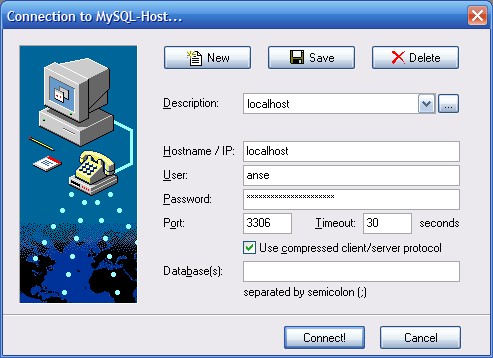 Connection to MySQL-Host...
New Save Delete
Description: localhost ...
Hostname / IP: localhost
User: anse
Password: **********************
Port: 3306 Timeout: 30 seconds
Use compressed client/server protocol
Database(s):
separated by semicolon (;)
Connect! Cancel